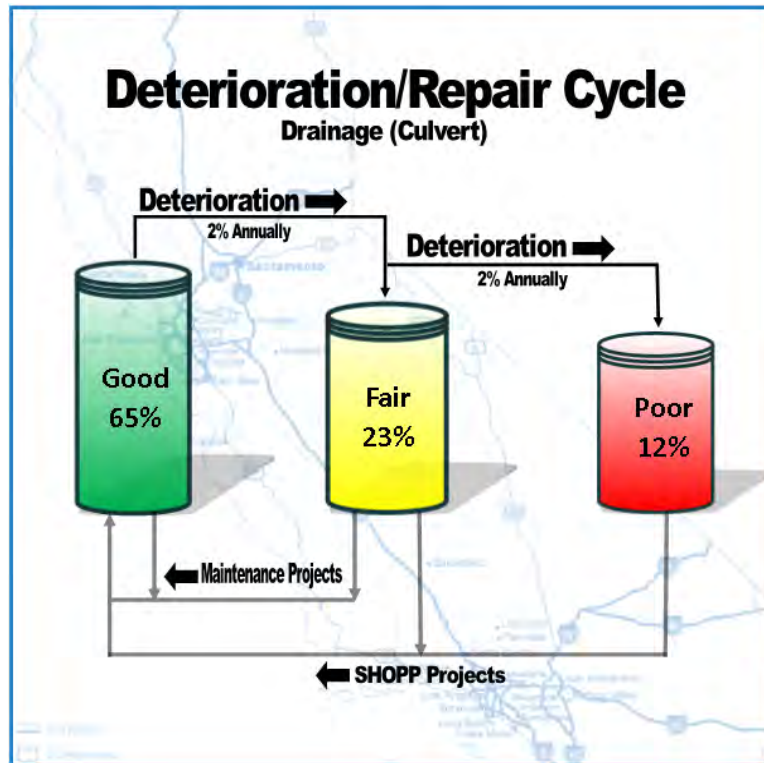 Deterioration/Repair Cycle
Drainage (Culvert)
Deterioration
2% Annually
Deterioration
2% Annually
Good
65%
Fair
23%
Poor
12%
Maintenance Projects
SHOPP Projects
Sacramento